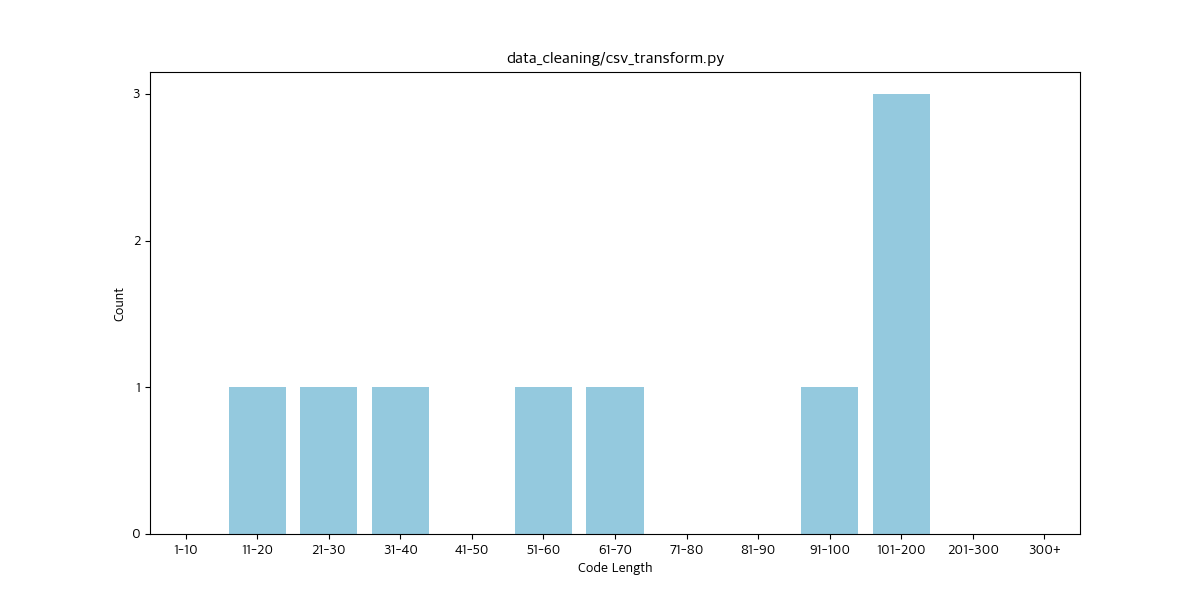 data_cleaning/csv_transform.py
3
2
1
0
Count
1-10 11-20 21-30 31-40 41-50 51-60 61-70 71-80 81-90 91-100 101-200 201-300 300+
Code Length